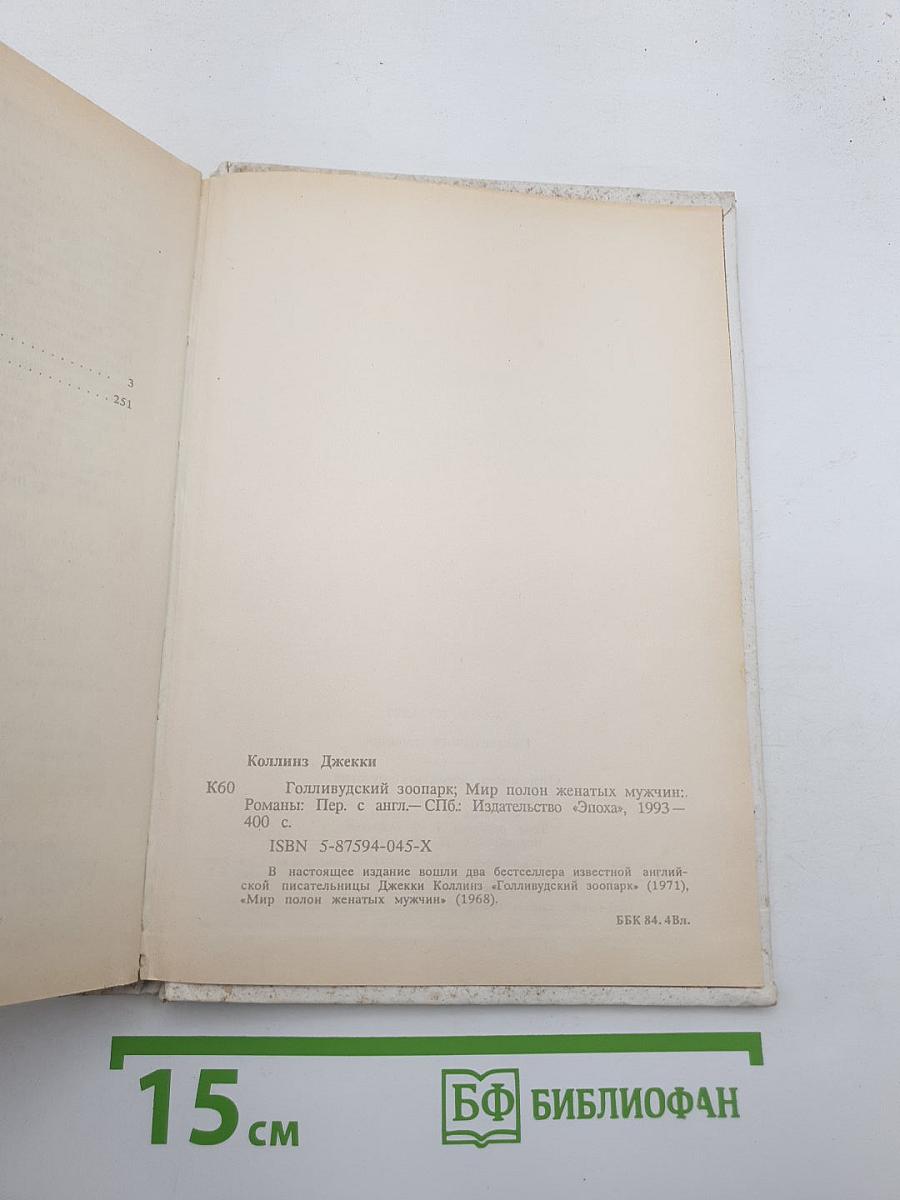 . . . . . . . . . . 3
. . . . . . . . . . 251
Коллинз Джекки
К60 Голливудский зоопарк; Мир полон женатых мужчин:.
Романы: Пер. с англ.— СПб.: Издательство «Эпоха», 1993—
400 с.
ISBN 5-87594-045-X
В настоящее издание вошли два бестселлера известной англий-
ской писательницы Джекки Коллинз «Голливудский зоопарк» (1971),
«Мир полон женатых мужчин» (1968).
ББК 84.4Вл.
15 см
БФ БИБЛИОФАН